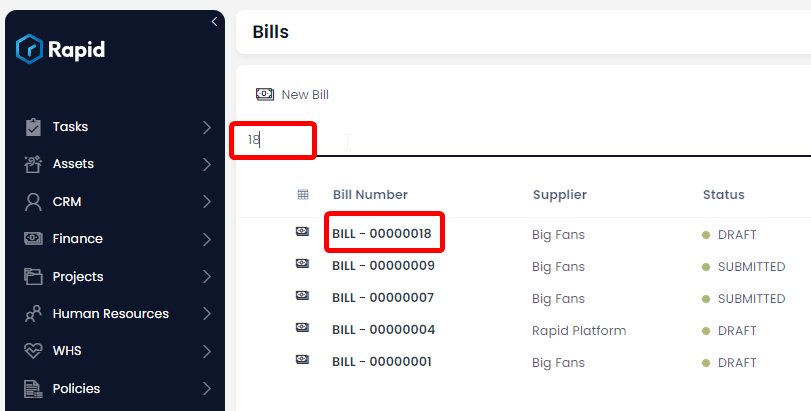 Rapid
Tasks
Assets
CRM
Finance
Projects
Human Resources
WHS
Policies
Bills
New Bill
18
Bill Number Supplier Status
BILL - 00000018 Big Fans DRAFT
BILL - 00000009 Big Fans SUBMITTED
BILL - 00000007 Big Fans SUBMITTED
BILL - 00000004 Rapid Platform DRAFT
BILL - 00000001 Big Fans DRAFT